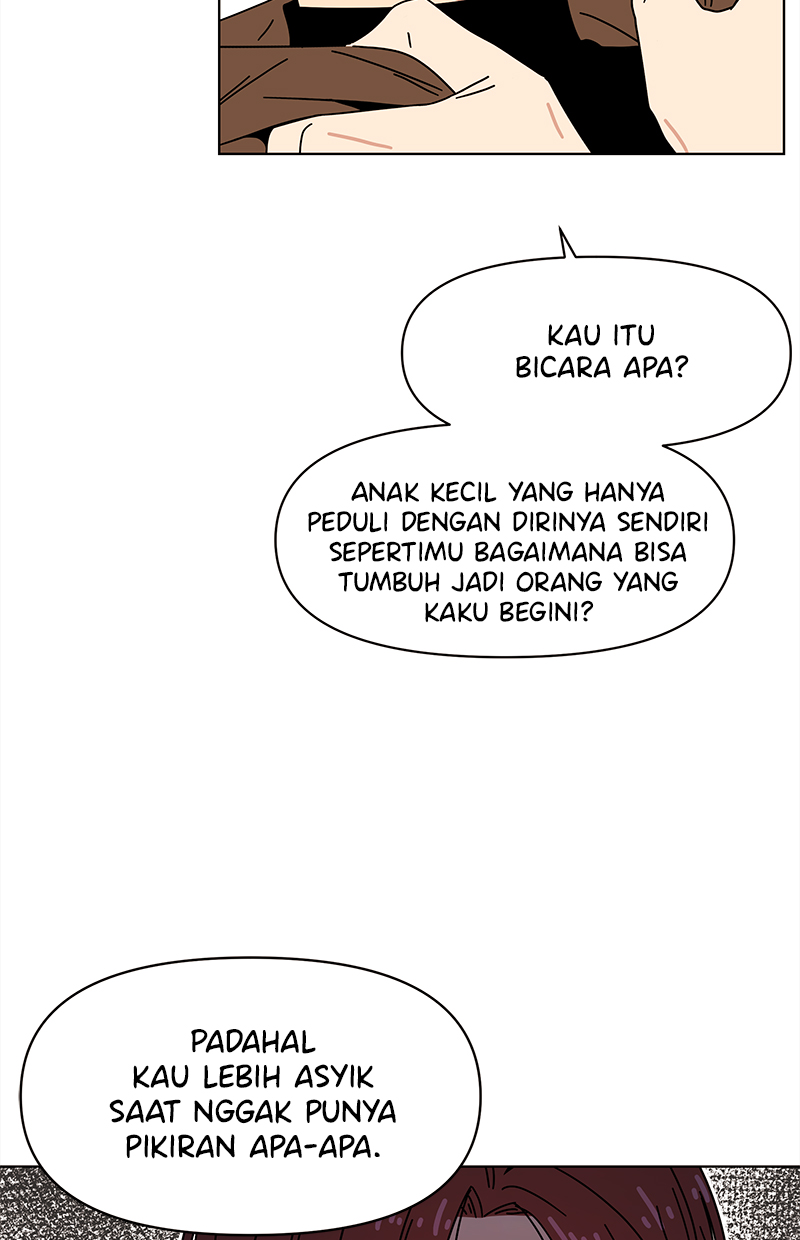 KAU ITU
BICARA APA?
ANAK KECIL YANG HANYA
PEDULI DENGAN DIRINYA SENDIRI
SEPERTIMU BAGAIMANA BISA
TUMBUH JADI ORANG YANG
KAKU BEGINI?
PADAHAL
KAU LEBIH ASYIK
SAAT NGGAK PUNYA
PIKIRAN APA-APA.